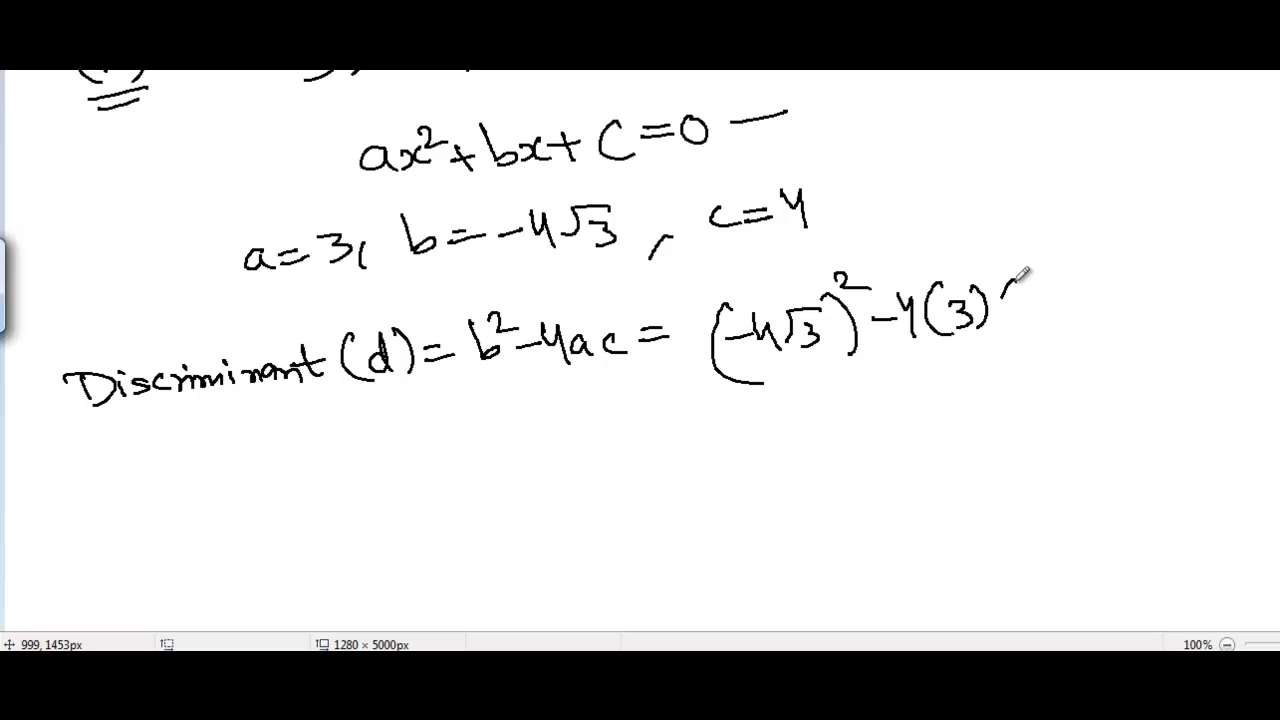 ax²+bx+C=0 —
a=3, b=-4√3, c=4
Discriminant (d)= b²-4ac = (-4√3)²-4(3)
999, 1453px 1280 × 5000px 100%